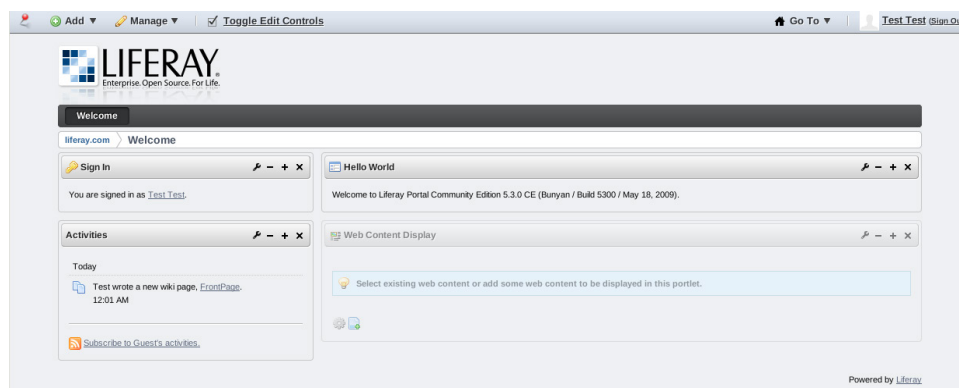 Add ▼ Manage ▼ Toggle Edit Controls Go To ▼ Test Test (Sign Ou
LIFERAY®
Enterprise. Open Source. For Life.
Welcome
liferay.com Welcome
Sign In Hello World
You are signed in as Test Test. Welcome to Liferay Portal Community Edition 5.3.0 CE (Bunyan / Build 5300 / May 18, 2009).
Activities Web Content Display
Today
Test wrote a new wiki page, FrontPage. Select existing web content or add some web content to be displayed in this portlet.
12:01 AM
Subscribe to Guest's activities.
Powered by Liferay